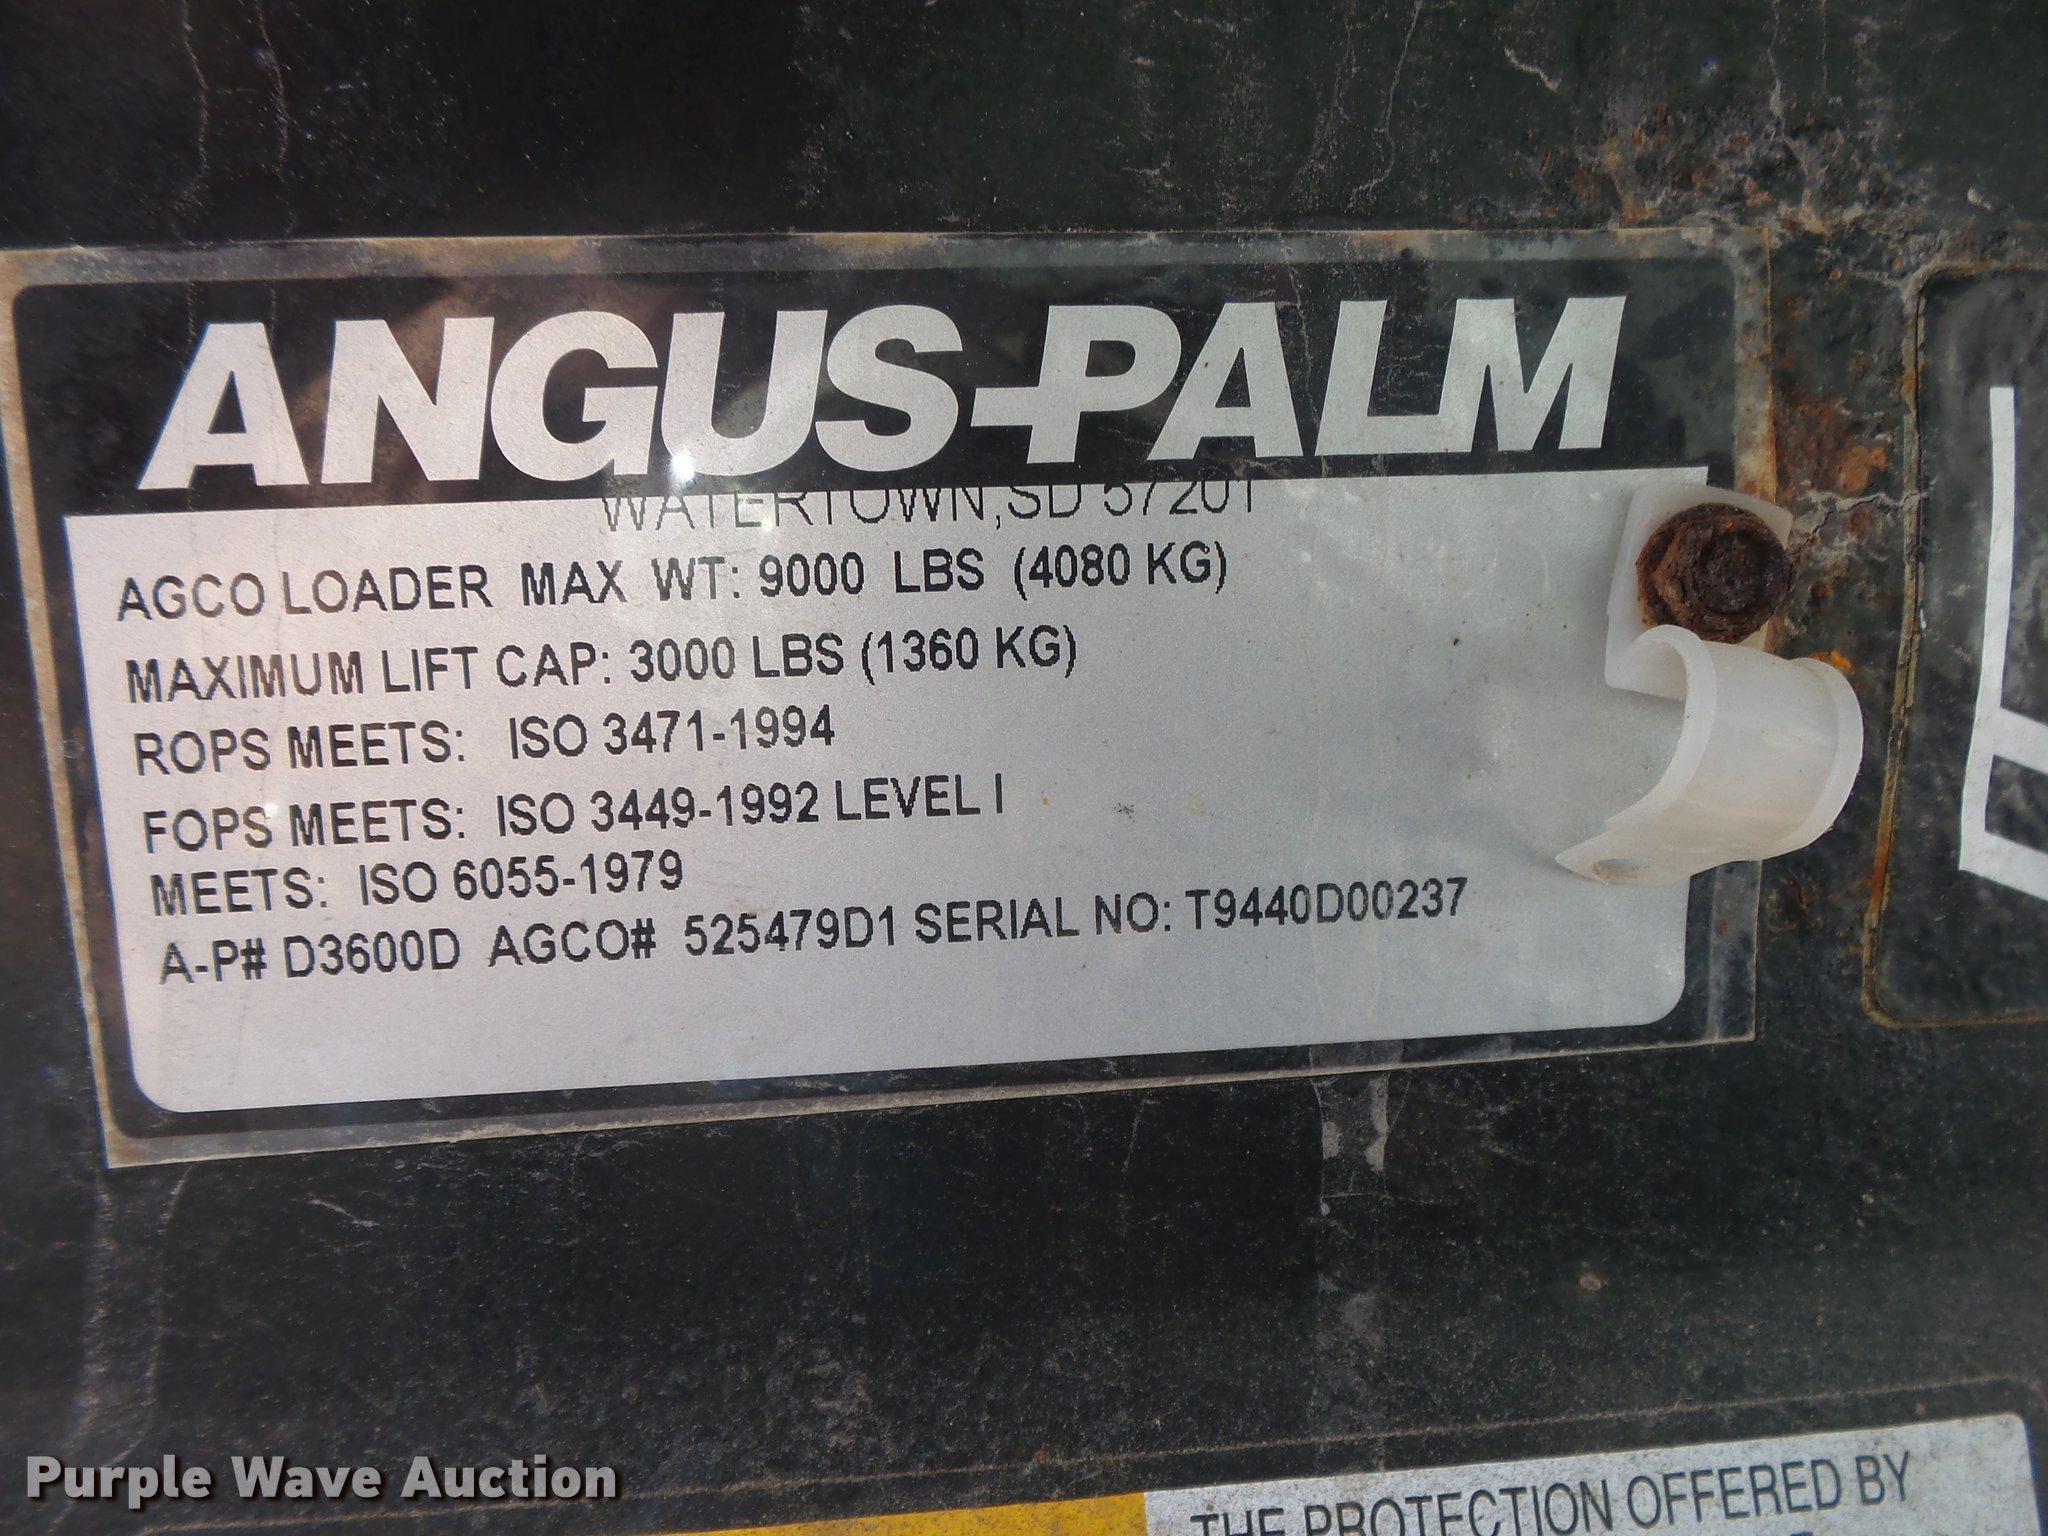 ANGUS-PALM
WATERTOWN,SD 57201
AGCO LOADER MAX WT: 9000 LBS (4080 KG)
MAXIMUM LIFT CAP: 3000 LBS (1360 KG)
ROPS MEETS: ISO 3471-1994
FOPS MEETS: ISO 3449-1992 LEVEL I
MEETS: ISO 6055-1979
A-P# D3600D AGCO# 525479D1 SERIAL NO: T9440D00237
THE PROTECTION OFFERED BY
Purple Wave Auction